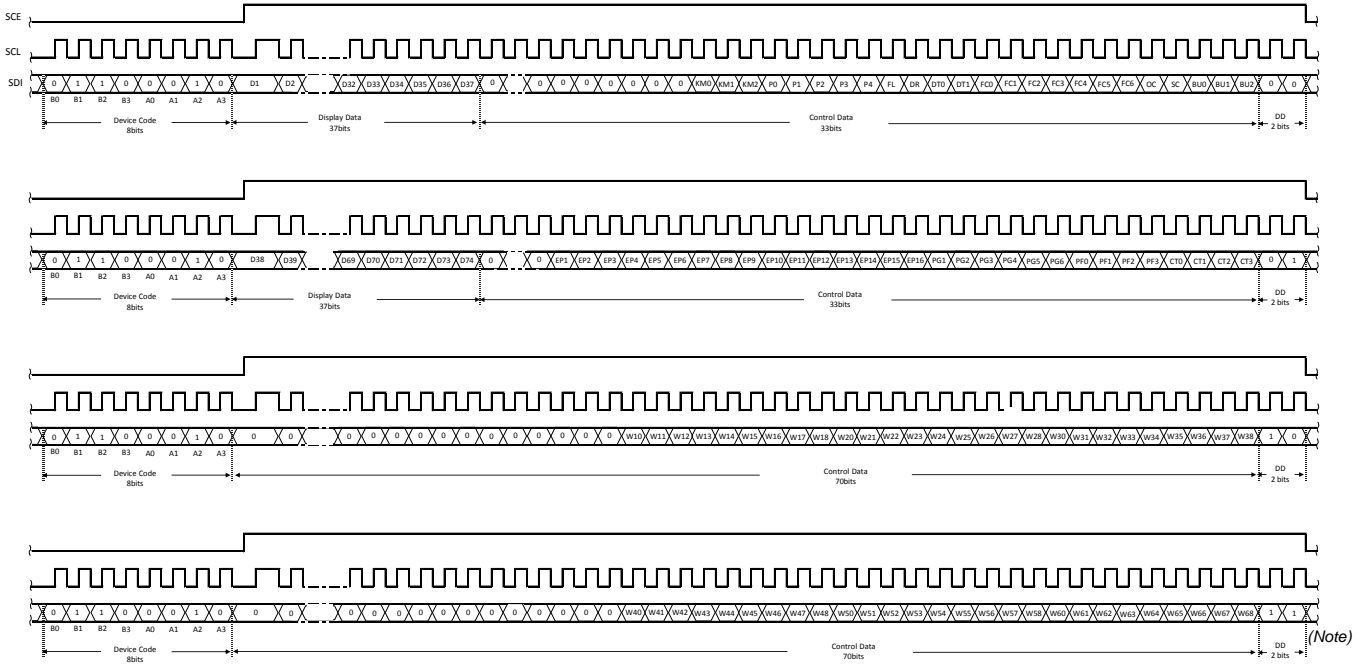 SCE
SCL
SDI 0 1 1 0 0 0 1 0 D1 D2 D32 D33 D34 D35 D36 D37 0 0 0 0 0 0 0 0 KM0 KM1 KM2 P0 P1 P2 P3 P4 FL DR DT0 DT1 FC0 FC1 FC2 FC3 FC4 FC5 FC6 OC SC BU0 BU1 BU2 0 0
B0 B1 B2 B3 A0 A1 A2 A3
Device Code Display Data Control Data DD
8bits 37bits 33bits 2 bits
0 1 1 0 0 0 1 0 D38 D39 D69 D70 D71 D72 D73 D74 0 0 EP1 EP2 EP3 EP4 EP5 EP6 EP7 EP8 EP9 EP10 EP11 EP12 EP13 EP14 EP15 EP16 PG1 PG2 PG3 PG4 PG5 PG6 PF0 PF1 PF2 PF3 CT0 CT1 CT2 CT3 0 1
B0 B1 B2 B3 A0 A1 A2 A3
Device Code Display Data Control Data DD
8bits 37bits 33bits 2 bits
0 1 1 0 0 0 1 0 0 0 0 0 0 0 0 0 0 0 0 0 0 0 W10 W11 W12 W13 W14 W15 W16 W17 W18 W20 W21 W22 W23 W24 W25 W26 W27 W28 W30 W31 W32 W33 W34 W35 W36 W37 W38 1 0
B0 B1 B2 B3 A0 A1 A2 A3
Device Code Control Data DD
8bits 70bits 2 bits
0 1 1 0 0 0 1 0 0 0 0 0 0 0 0 0 0 0 0 0 0 0 W40 W41 W42 W43 W44 W45 W46 W47 W48 W50 W51 W52 W53 W54 W55 W56 W57 W58 W60 W61 W62 W63 W64 W65 W66 W67 W68 1 1
B0 B1 B2 B3 A0 A1 A2 A3 (Note)
Device Code Control Data DD
8bits 70bits 2 bits